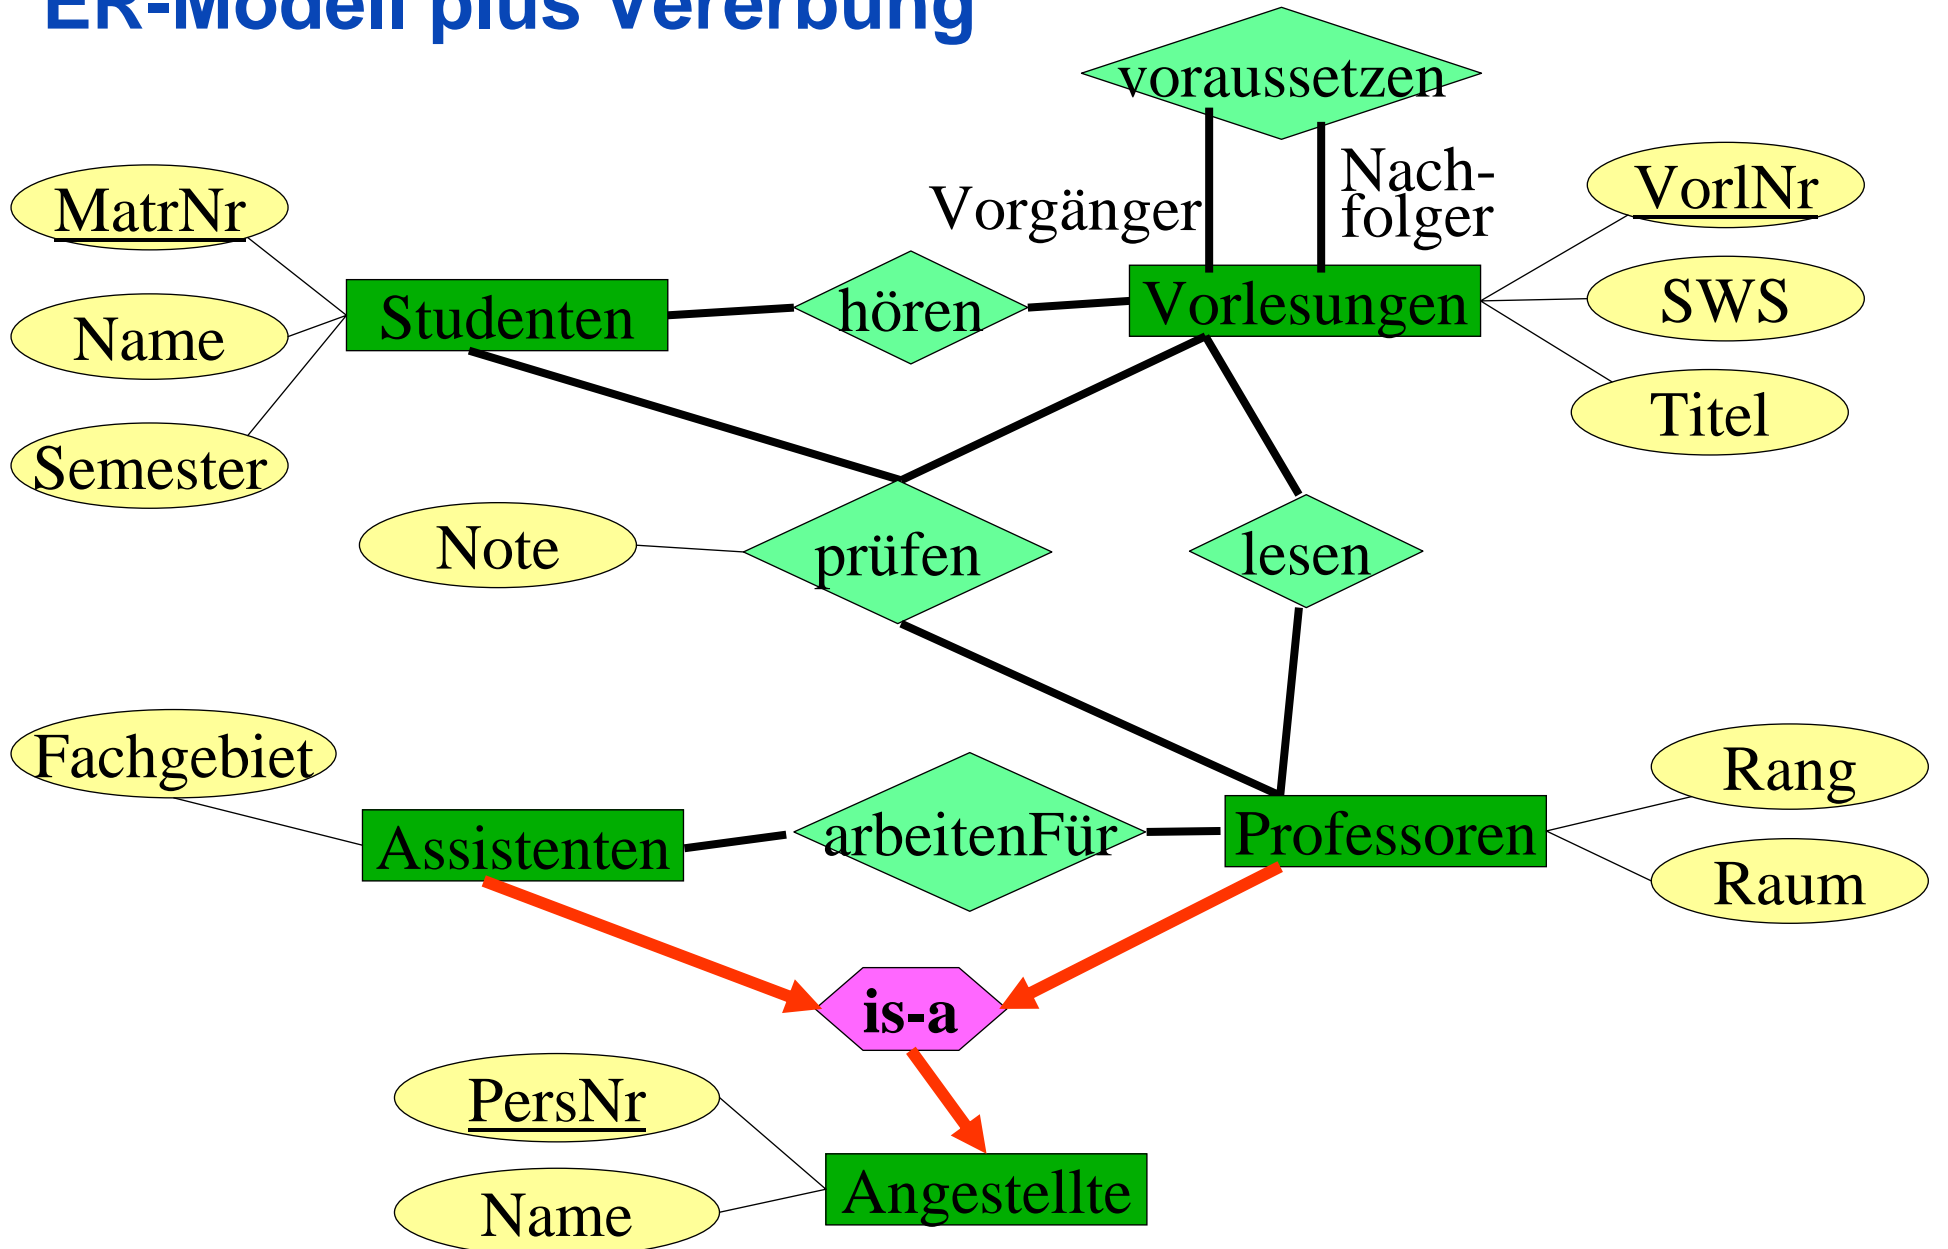 ER-Modell plus Vererbung
voraussetzen
Vorgänger
Nach-
folger
MatrNr
Name
Semester
Studenten
hören
Vorlesungen
VorlNr
SWS
Titel
Note
prüfen
lesen
Fachgebiet
Assistenten
arbeitenFür
Professoren
Rang
Raum
is-a
PersNr
Name
Angestellte